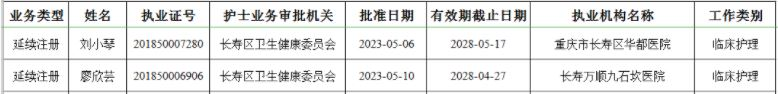 业务类型 姓名 执业证号 护士业务审批机关 批准日期 有效期截止日期 执业机构名称 工作类别
延续注册 刘小琴 201850007280 长寿区卫生健康委员会 2023-05-06 2028-05-17 重庆市长寿区华都医院 临床护理
延续注册 廖欣芸 201850006906 长寿区卫生健康委员会 2023-05-10 2028-04-27 长寿万顺九石坎医院 临床护理